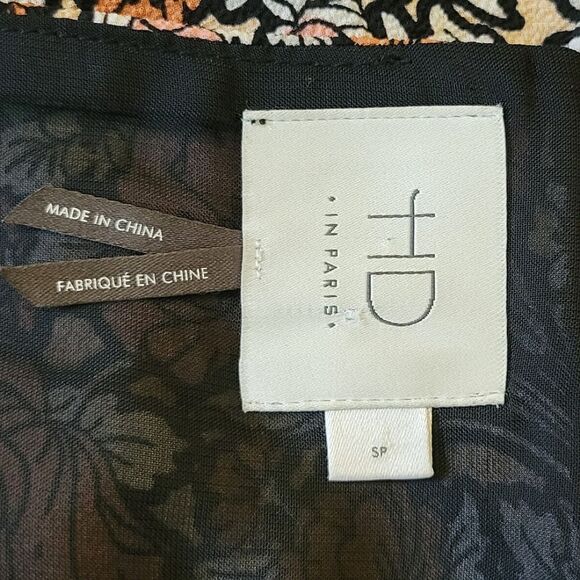 HD
• IN PARIS •
MADE IN CHINA
FABRIQUÉ EN CHINE
SP